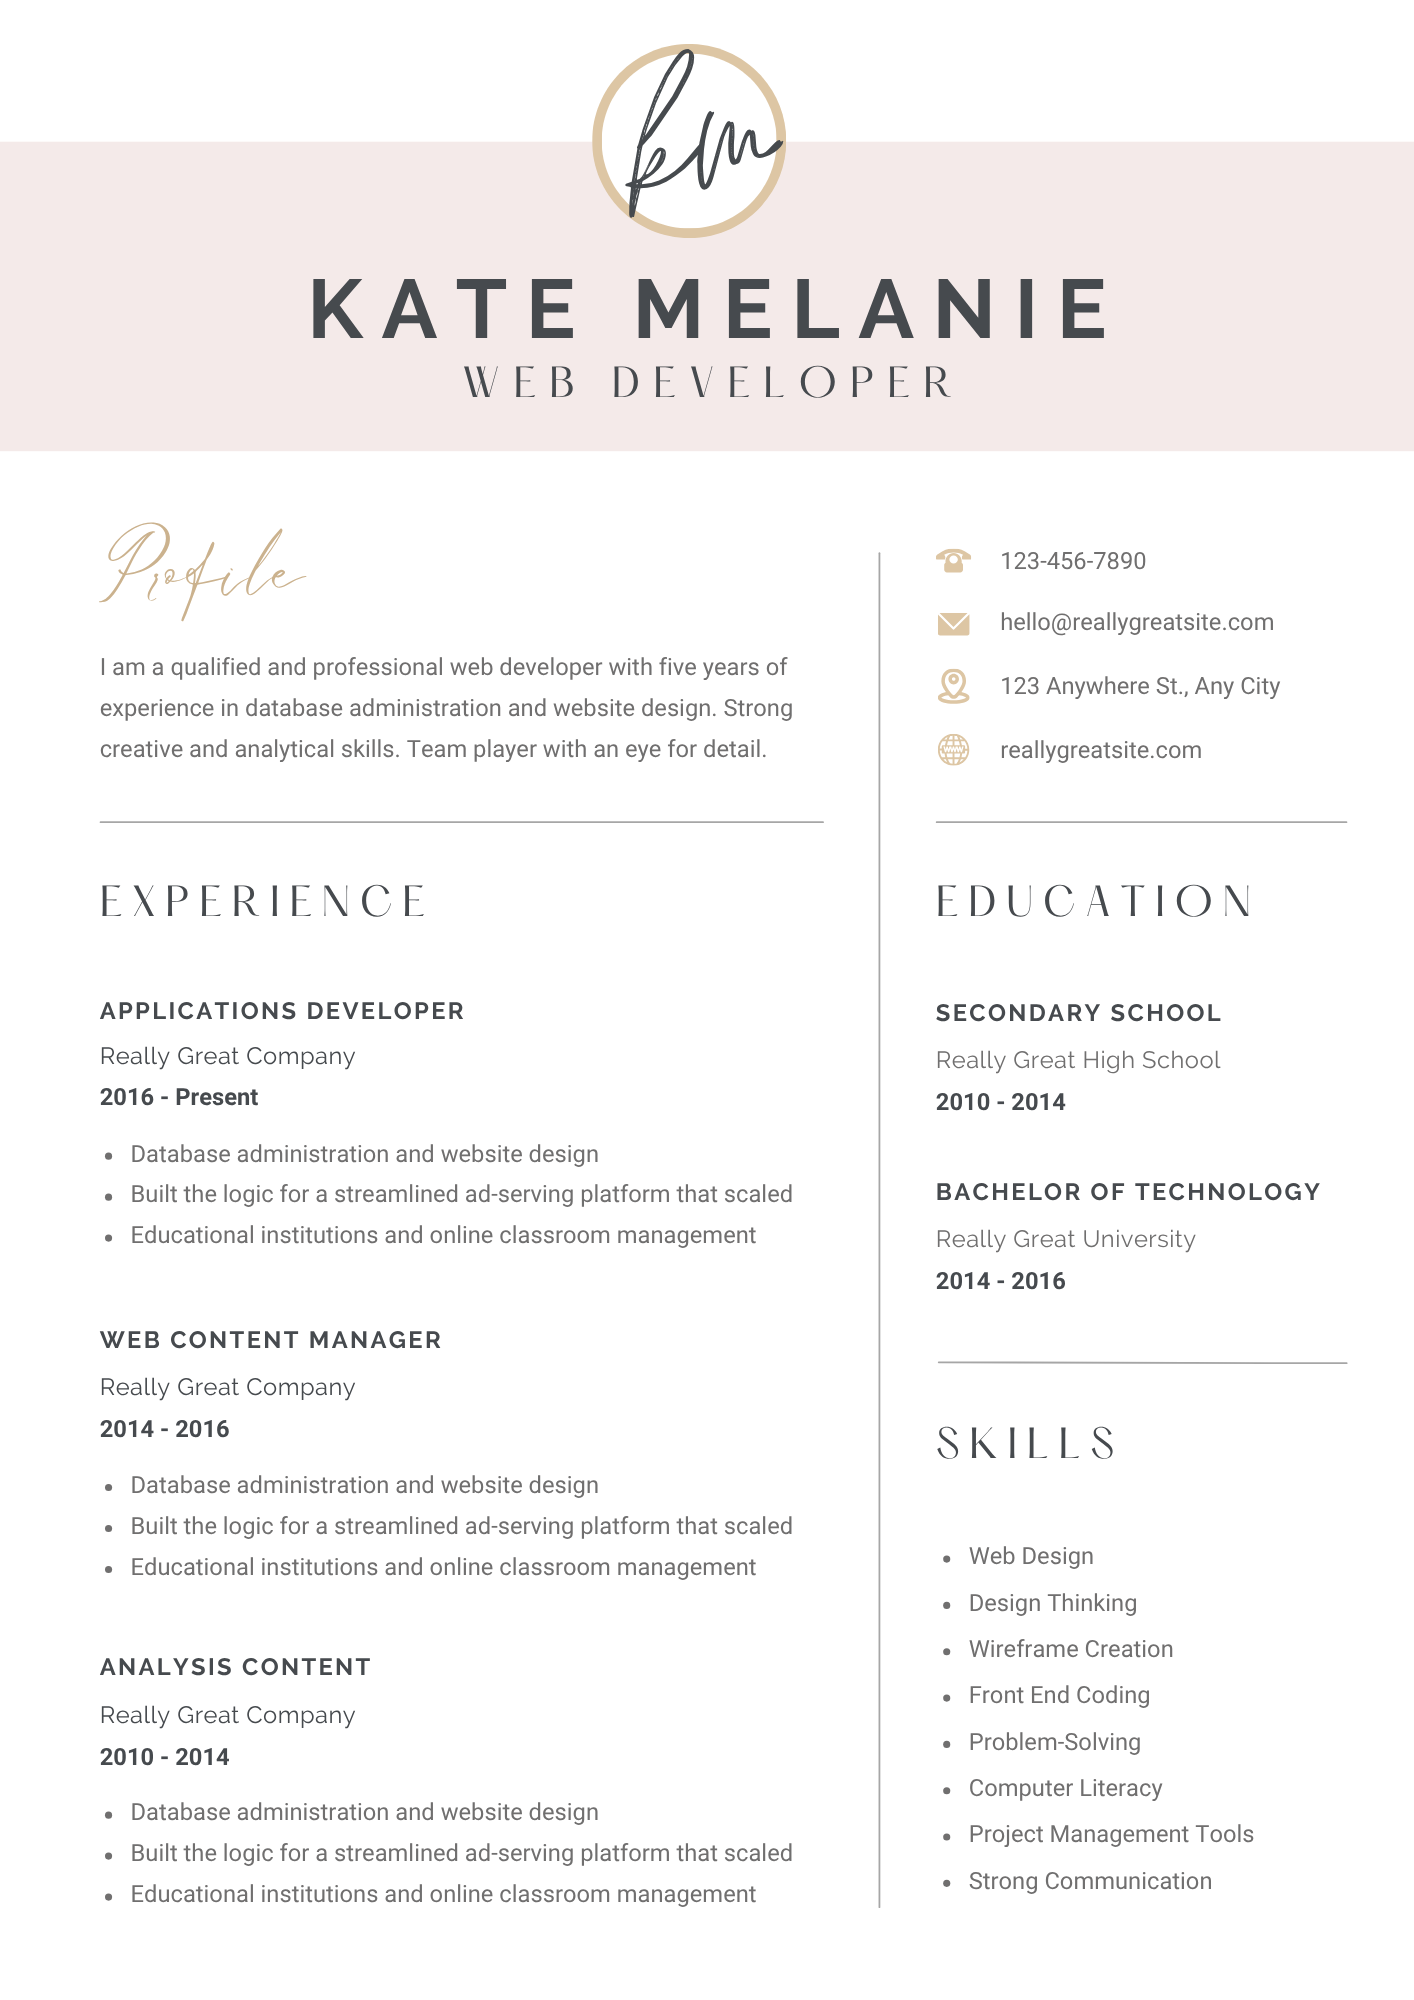 km
KATE MELANIE
WEB DEVELOPER
Profile
I am a qualified and professional web developer with five years of
experience in database administration and website design. Strong
creative and analytical skills. Team player with an eye for detail.
123-456-7890
hello@reallygreatsite.com
123 Anywhere St., Any City
reallygreatsite.com
EXPERIENCE
APPLICATIONS DEVELOPER
Really Great Company
2016 - Present
• Database administration and website design
• Built the logic for a streamlined ad-serving platform that scaled
• Educational institutions and online classroom management
WEB CONTENT MANAGER
Really Great Company
2014 - 2016
• Database administration and website design
• Built the logic for a streamlined ad-serving platform that scaled
• Educational institutions and online classroom management
ANALYSIS CONTENT
Really Great Company
2010 - 2014
• Database administration and website design
• Built the logic for a streamlined ad-serving platform that scaled
• Educational institutions and online classroom management
EDUCATION
SECONDARY SCHOOL
Really Great High School
2010 - 2014
BACHELOR OF TECHNOLOGY
Really Great University
2014 - 2016
SKILLS
• Web Design
• Design Thinking
• Wireframe Creation
• Front End Coding
• Problem-Solving
• Computer Literacy
• Project Management Tools
• Strong Communication